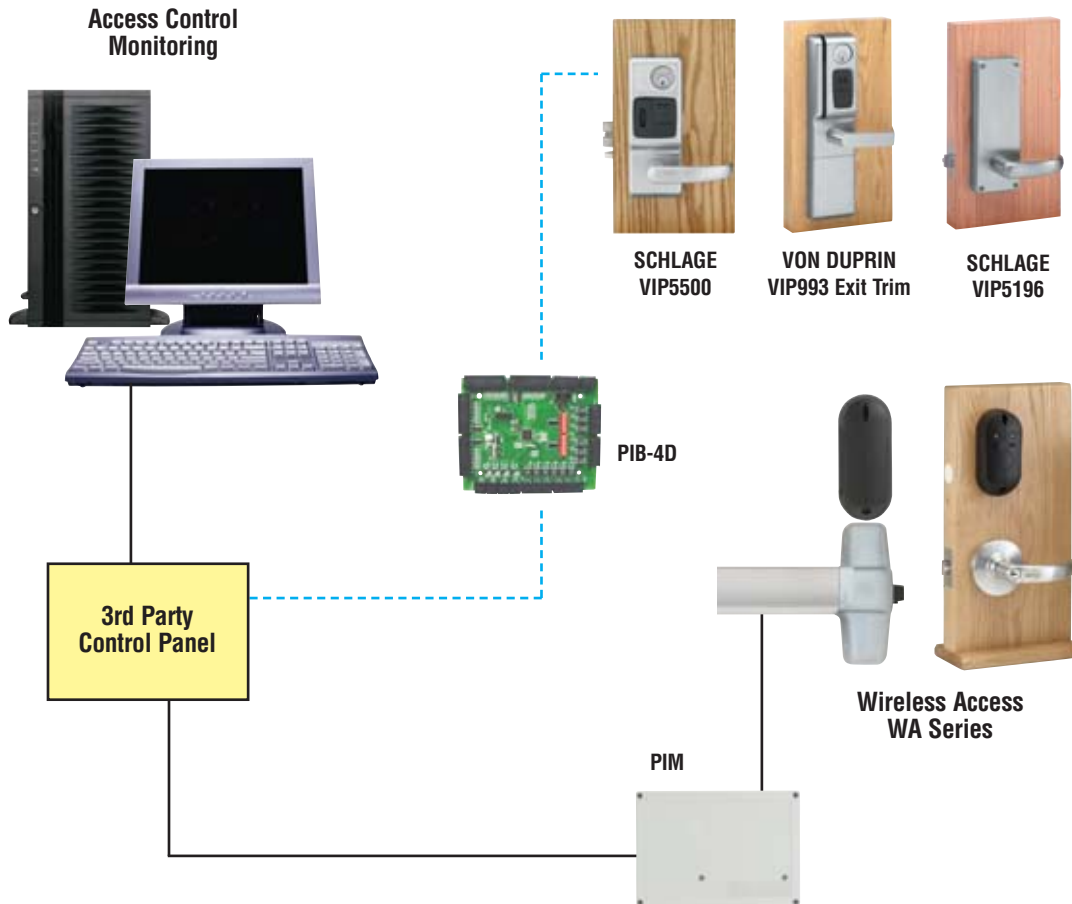 Access Control
Monitoring
SCHLAGE
VIP5500
VON DUPRIN
VIP993 Exit Trim
SCHLAGE
VIP5196
PIB-4D
3rd Party
Control Panel
Wireless Access
WA Series
PIM